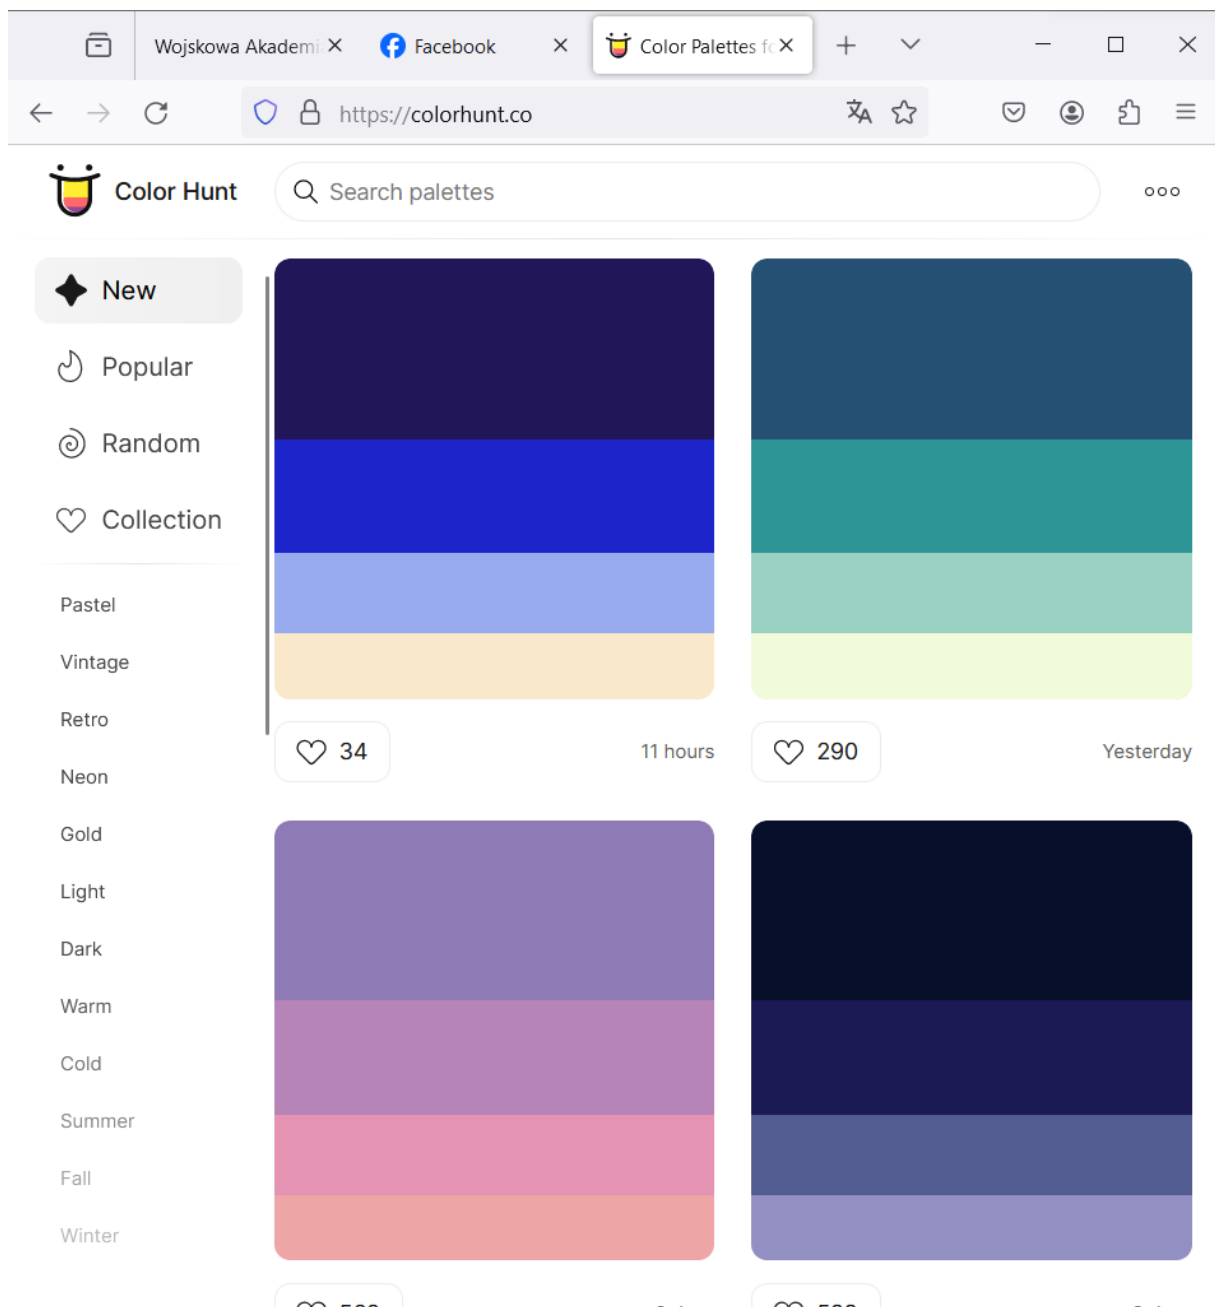 Wojskowa Akademi
Facebook
Color Palettes fo
https://colorhunt.co
Color Hunt
Search palettes
New
Popular
Random
Collection
Pastel
Vintage
Retro
Neon
Gold
Light
Dark
Warm
Cold
Summer
Fall
Winter
34
11 hours
290
Yesterday